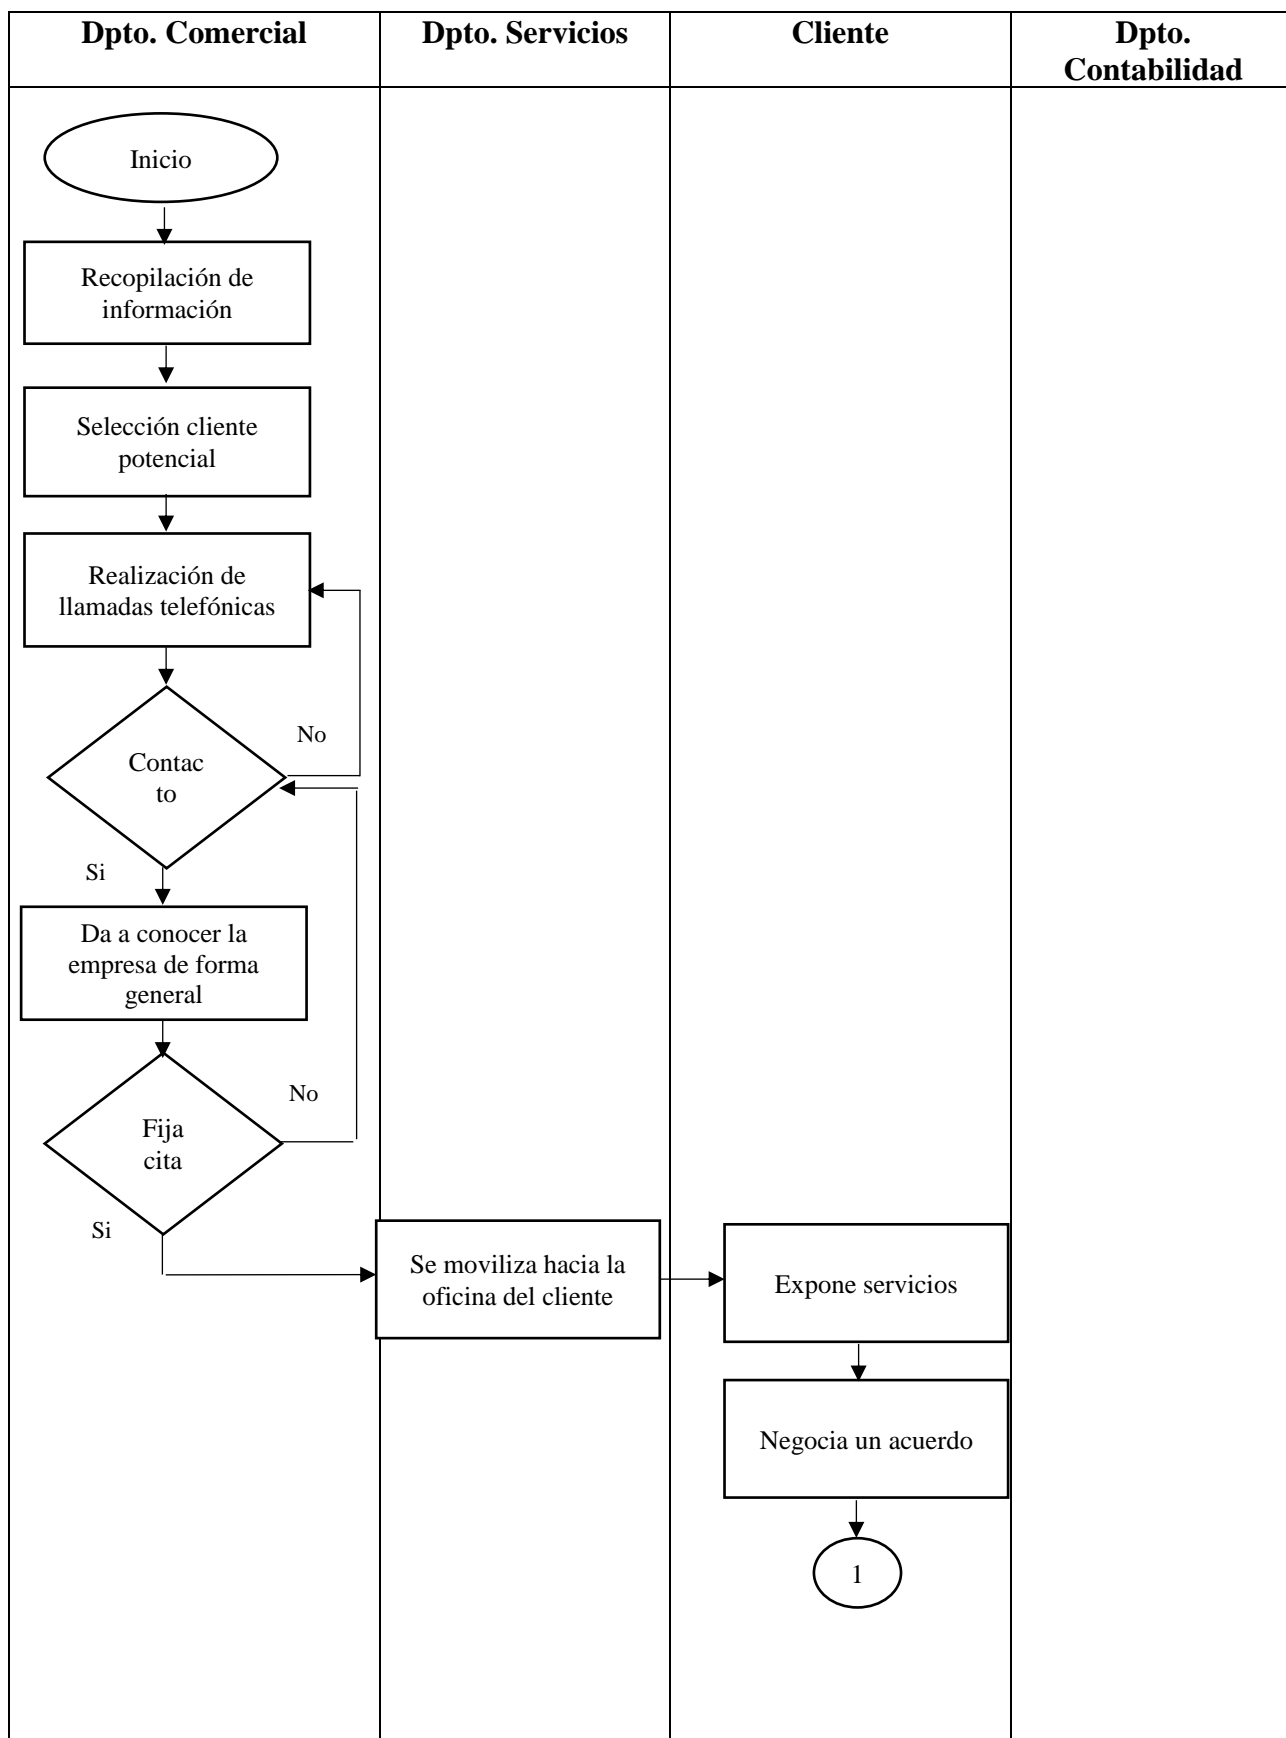 Dpto. Comercial
Dpto. Servicios
Cliente
Dpto.
Contabilidad
Inicio
Recopilación de
información
Selección cliente
potencial
Realización de
llamadas telefónicas
No
Contac
to
Si
Da a conocer la
empresa de forma
general
No
Fija
cita
Si
Se moviliza hacia la
oficina del cliente
Expone servicios
Negocia un acuerdo
1